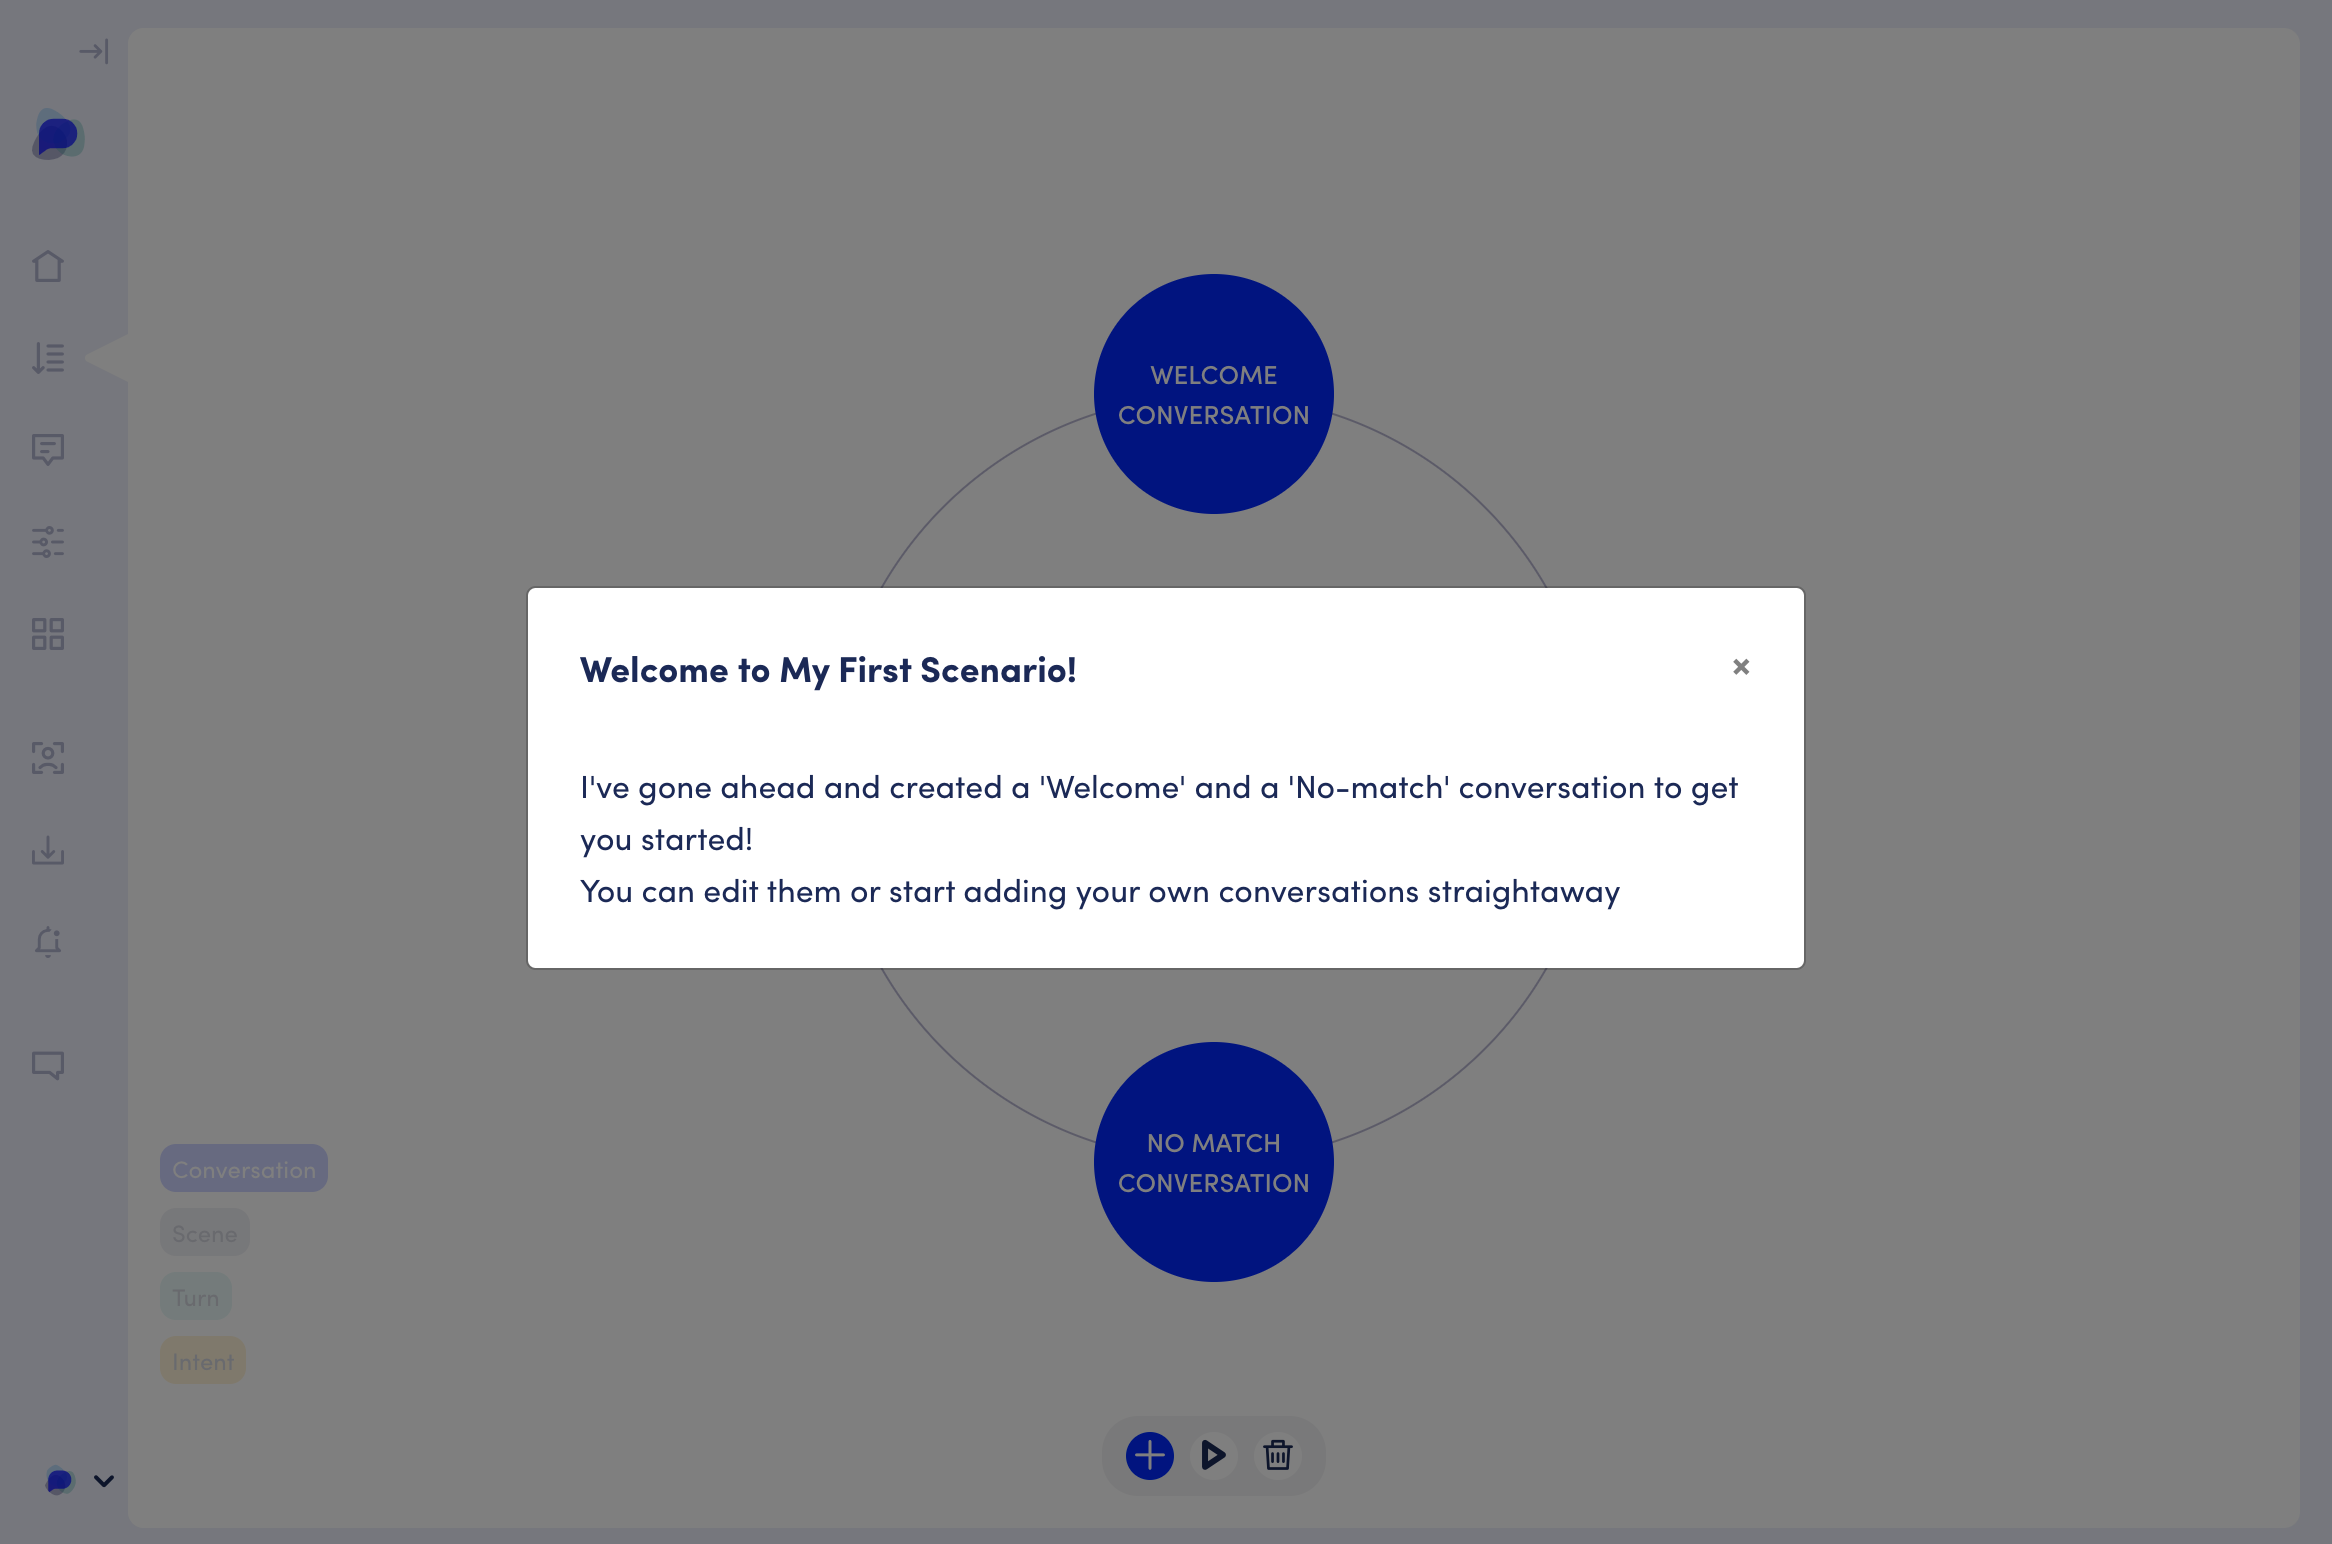 WELCOME
CONVERSATION
Welcome to My First Scenario!
I've gone ahead and created a 'Welcome' and a 'No-match' conversation to get
you started!
You can edit them or start adding your own conversations straightaway
NO MATCH
CONVERSATION
Conversation
Scene
Turn
Intent